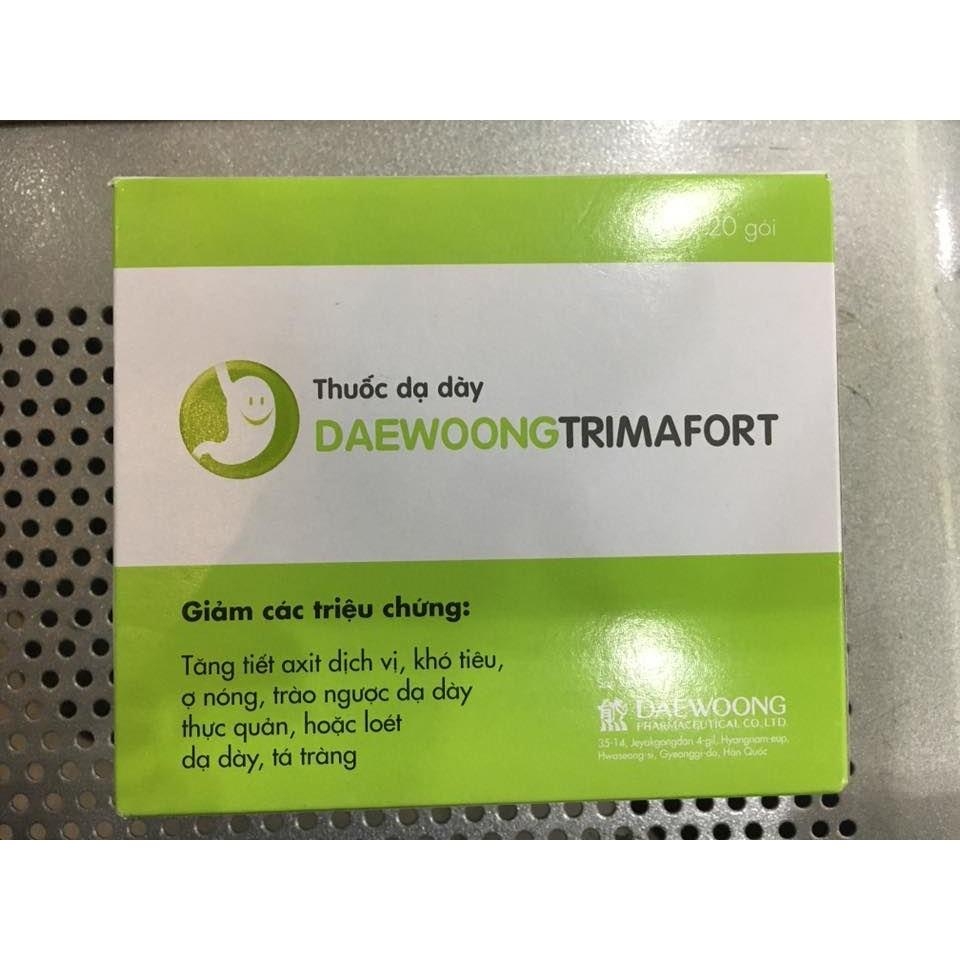 20 gói
Thuốc dạ dày
DAEWOONGTRIMAFORT
Giảm các triệu chứng:
Tăng tiết axit dịch vị, khó tiêu,
ợ nóng, trào ngược dạ dày
thực quản, hoặc loét
dạ dày, tá tràng
DAEWOONG
PHARMACEUTICAL CO., LTD.
35-14, Jeyakgongdan 4-gil, Hyangnam-eup,
Hwaseong-si, Gyeonggi-do, Hàn Quốc